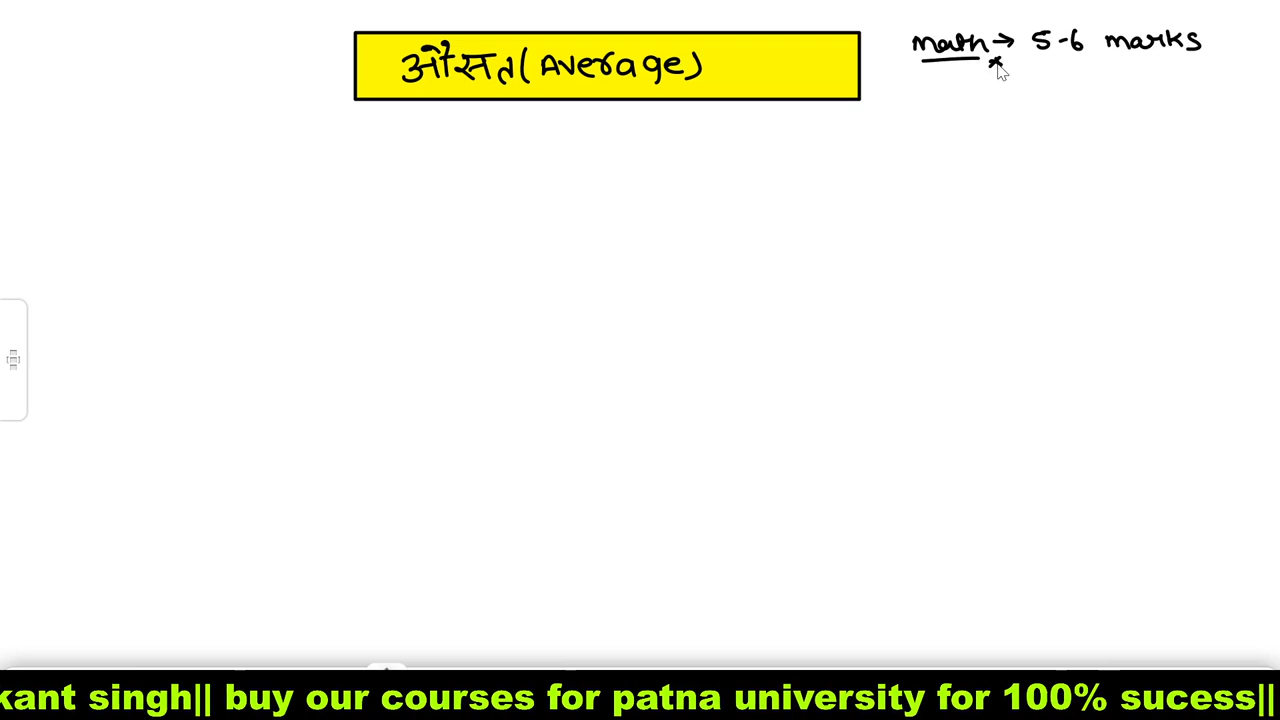 औसत (Average)
math → 5-6 marks
kant singh|| buy our courses for patna university for 100% sucess||